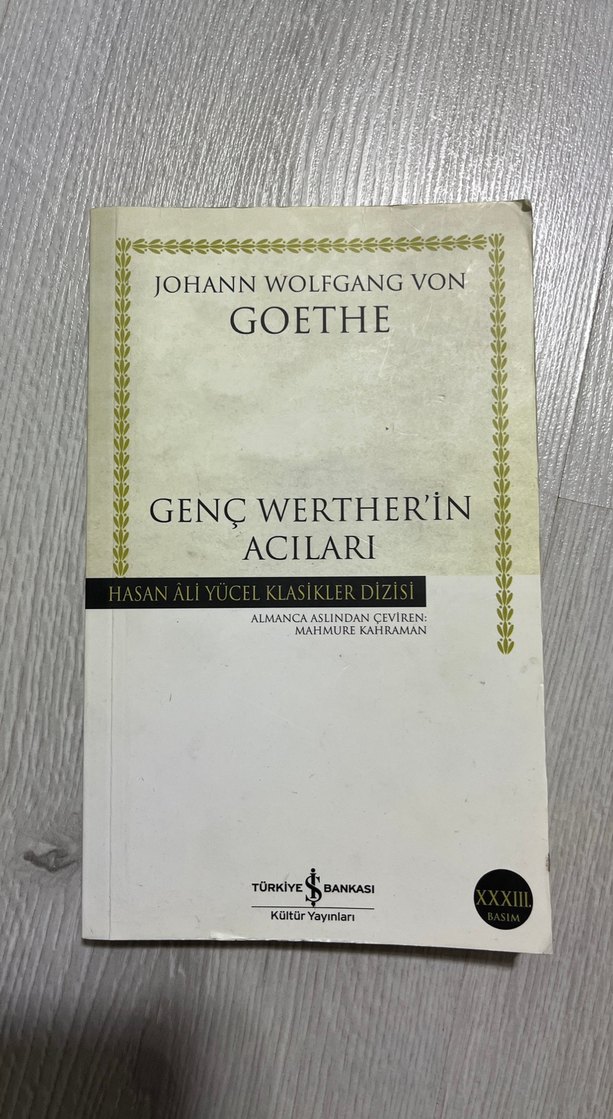 JOHANN WOLFGANG VON
GOETHE
GENÇ WERTHER'İN
ACILARI
HASAN ÂLİ YÜCEL KLASİKLER DİZİSİ
ALMANCA ASLINDAN ÇEVİREN:
MAHMURE KAHRAMAN
TÜRKİYE İŞ BANKASI
Kültür Yayınları
XXXIII.
BASIM